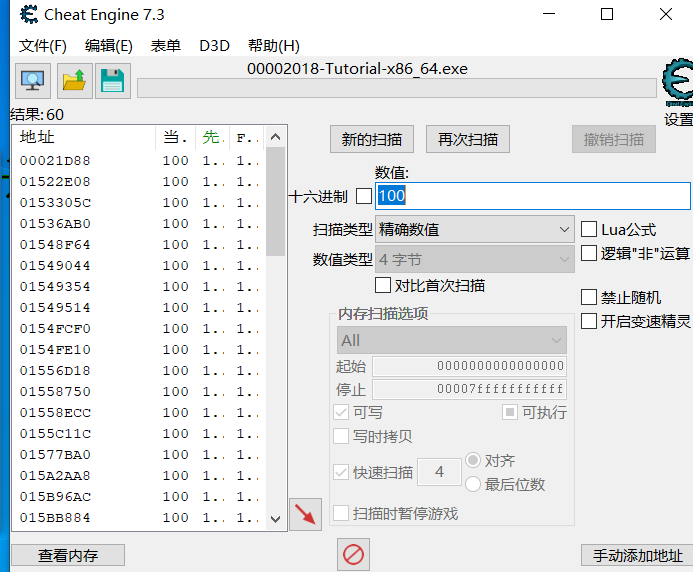 Cheat Engine 7.3
文件(F) 编辑(E) 表单 D3D 帮助(H)
00002018-Tutorial-x86_64.exe
设置
结果:60
地址 当. 先. F..
00021D88 100 1.. 1..
01522E08 100 1.. 1..
0153305C 100 1.. 1..
01536AB0 100 1.. 1..
01548F64 100 1.. 1..
01549044 100 1.. 1..
01549354 100 1.. 1..
01549514 100 1.. 1..
0154FCF0 100 1.. 1..
0154FE10 100 1.. 1..
01556D18 100 1.. 1..
01558750 100 1.. 1..
01558ECC 100 1.. 1..
0155C11C 100 1.. 1..
01577BA0 100 1.. 1..
015A2AA8 100 1.. 1..
015B96AC 100 1.. 1..
015BB884 100 1.. 1..
新的扫描 再次扫描 撤销扫描
数值:
十六进制 100
扫描类型 精确数值
数值类型 4 字节
对比首次扫描
Lua公式
逻辑"非"运算
禁止随机
开启变速精灵
内存扫描选项
All
起始 0000000000000000
停止 00007fffffffffff
可写 可执行
写时拷贝
快速扫描 4 对齐
最后位数
扫描时暂停游戏
查看内存 手动添加地址